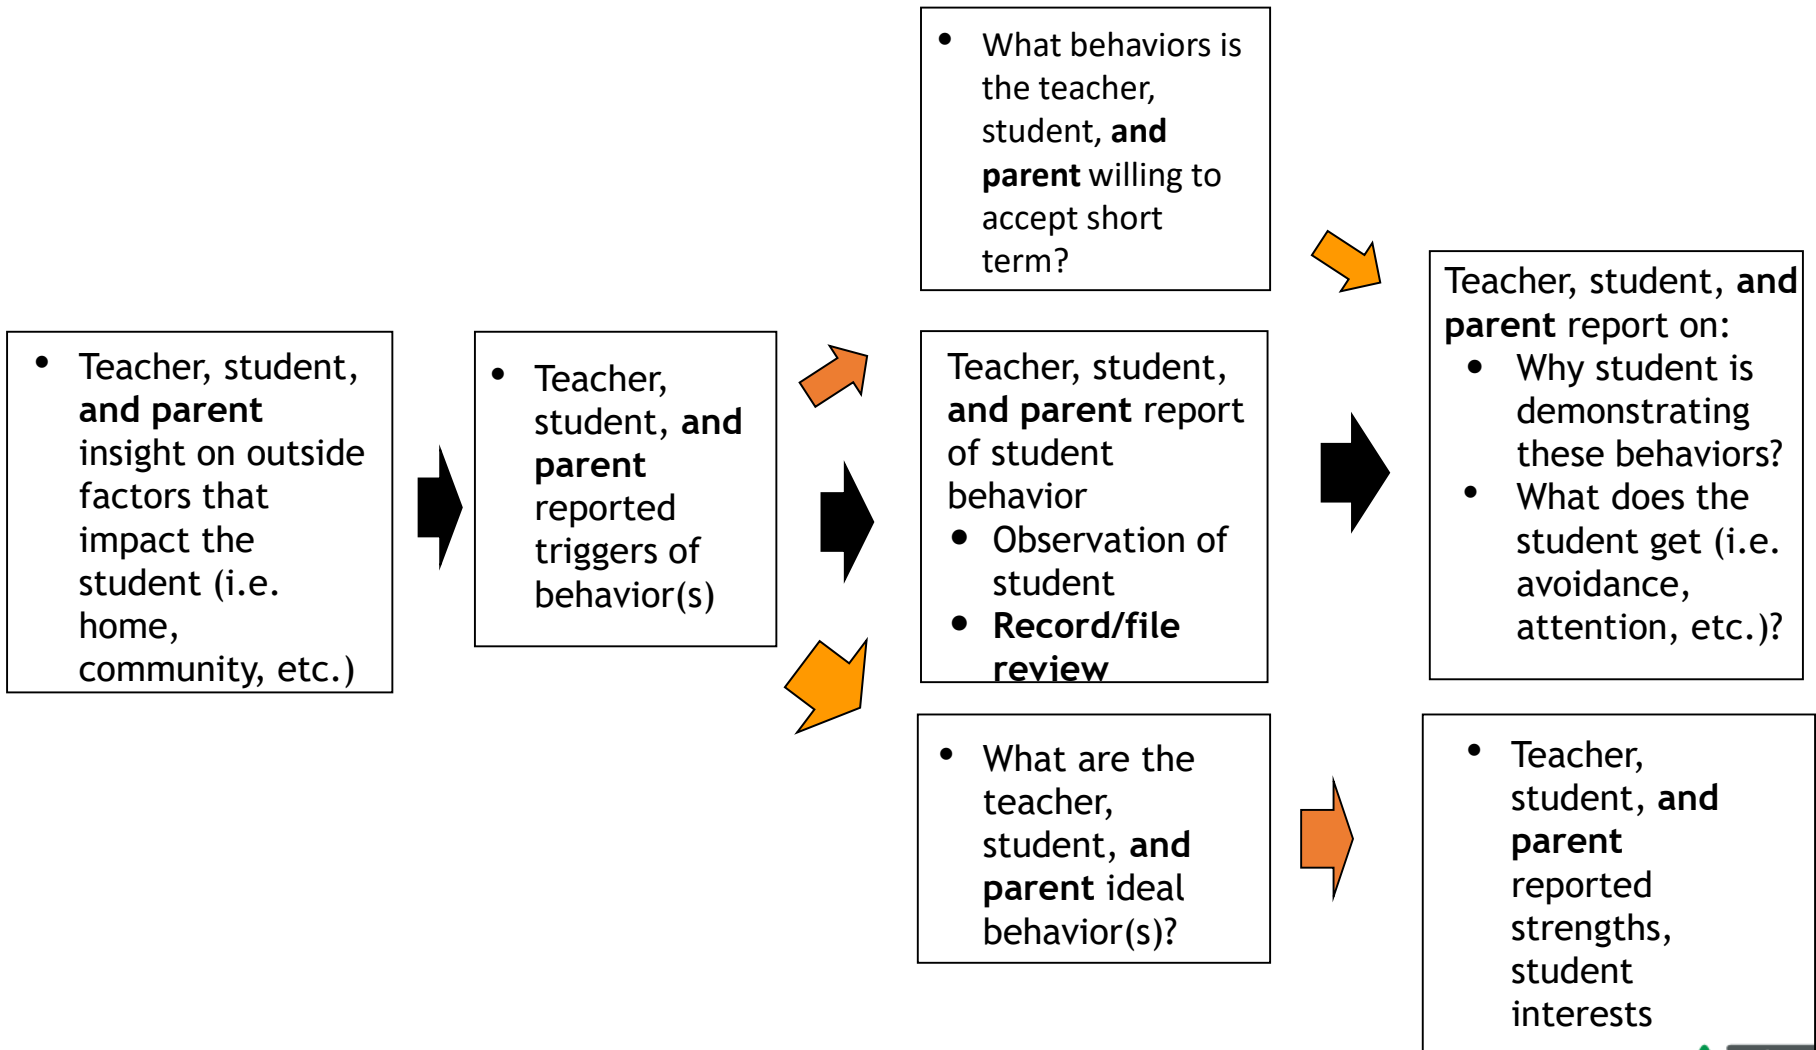 • What behaviors is
the teacher,
student, and
parent willing to
accept short
term?
• Teacher, student,
and parent
insight on outside
factors that
impact the
student (i.e.
home,
community, etc.)
• Teacher,
student, and
parent
reported
triggers of
behavior(s)
Teacher, student,
and parent report
of student
behavior
• Observation of
student
• Record/file
review
Teacher, student, and
parent report on:
• Why student is
demonstrating
these behaviors?
• What does the
student get (i.e.
avoidance,
attention, etc.)?
• What are the
teacher,
student, and
parent ideal
behavior(s)?
• Teacher,
student, and
parent
reported
strengths,
student
interests